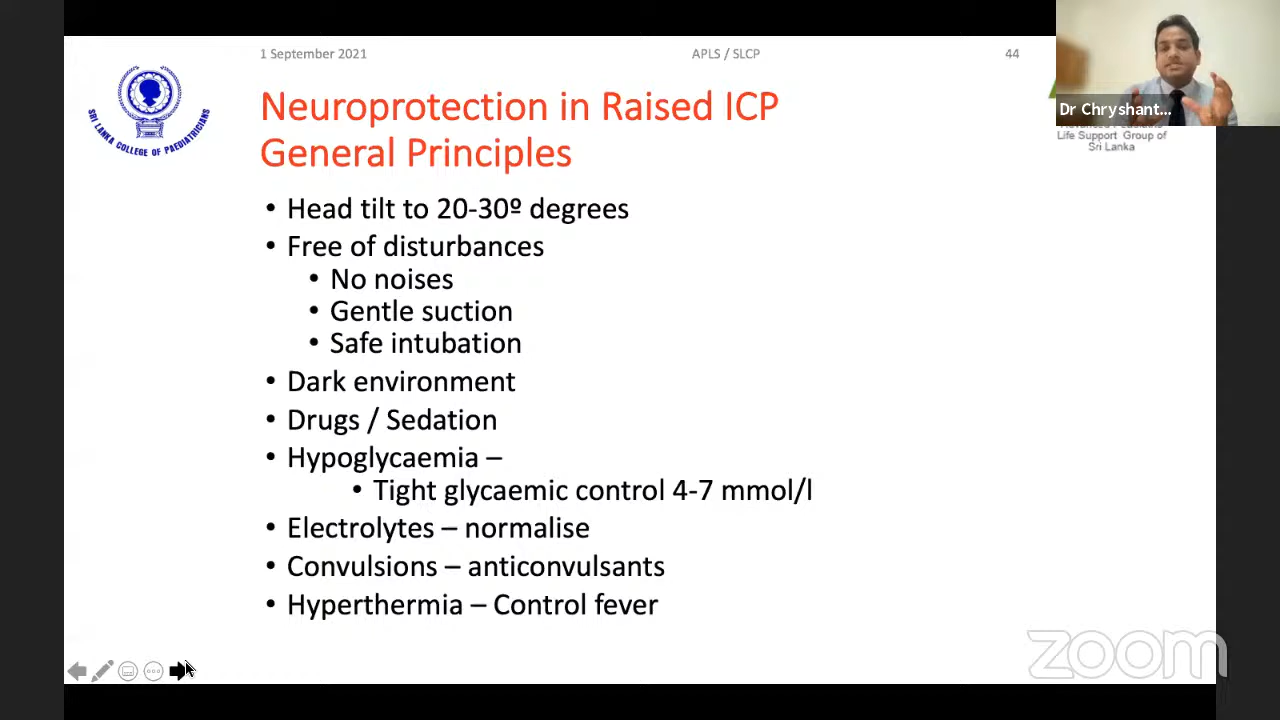 1 September 2021
APLS / SLCP
44
SRI LANKA COLLEGE OF PAEDIATRICIANS
Dr Chryshant...
Life Support Group of
Sri Lanka
Neuroprotection in Raised ICP
General Principles
• Head tilt to 20-30º degrees
• Free of disturbances
• No noises
• Gentle suction
• Safe intubation
• Dark environment
• Drugs / Sedation
• Hypoglycaemia –
• Tight glycaemic control 4-7 mmol/l
• Electrolytes – normalise
• Convulsions – anticonvulsants
• Hyperthermia – Control fever
zoom